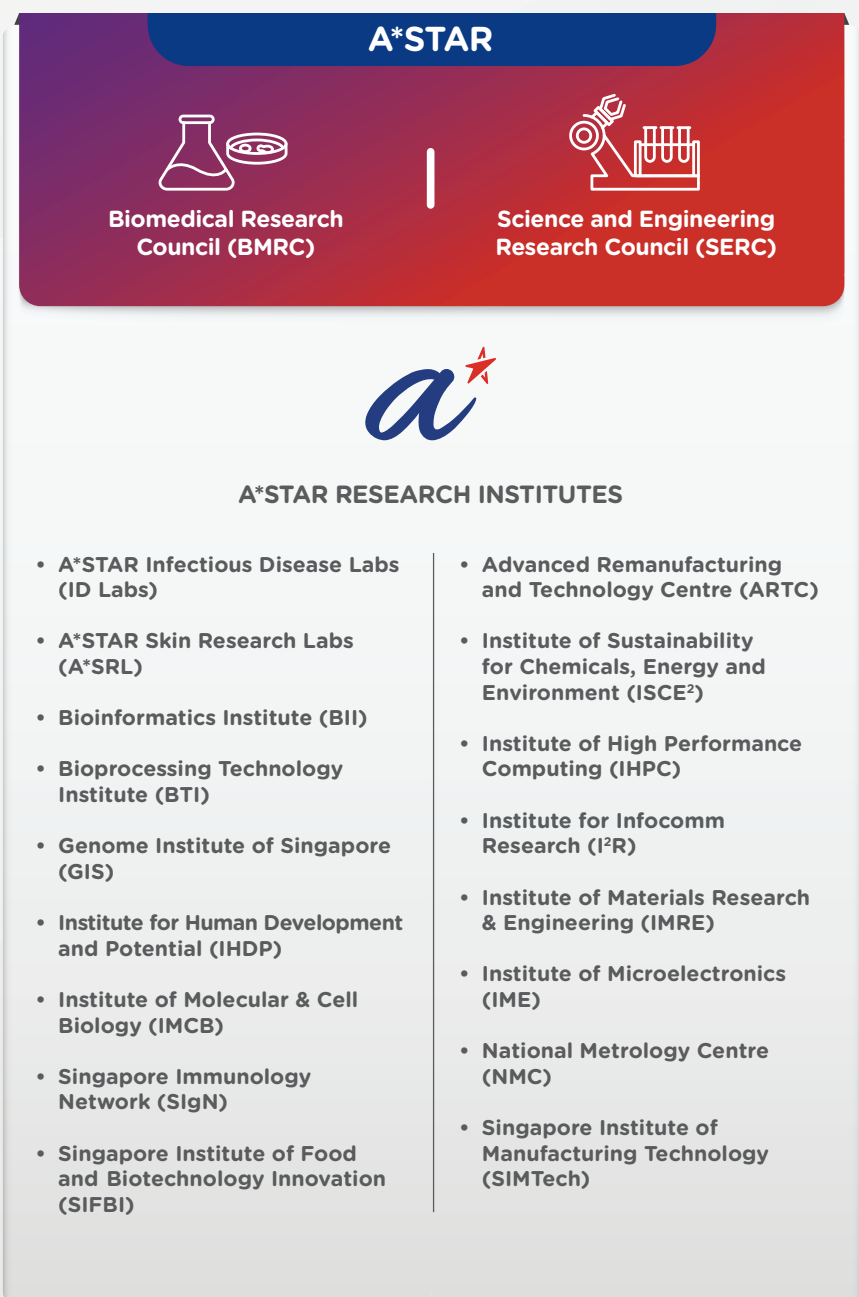 A*STAR
Biomedical Research
Council (BMRC)
Science and Engineering
Research Council (SERC)
a*
A*STAR RESEARCH INSTITUTES
• A*STAR Infectious Disease Labs
(ID Labs)
• A*STAR Skin Research Labs
(A*SRL)
• Bioinformatics Institute (BII)
• Bioprocessing Technology
Institute (BTI)
• Genome Institute of Singapore
(GIS)
• Institute for Human Development
and Potential (IHDP)
• Institute of Molecular & Cell
Biology (IMCB)
• Singapore Immunology
Network (SIgN)
• Singapore Institute of Food
and Biotechnology Innovation
(SIFBI)
• Advanced Remanufacturing
and Technology Centre (ARTC)
• Institute of Sustainability
for Chemicals, Energy and
Environment (ISCE²)
• Institute of High Performance
Computing (IHPC)
• Institute for Infocomm
Research (I²R)
• Institute of Materials Research
& Engineering (IMRE)
• Institute of Microelectronics
(IME)
• National Metrology Centre
(NMC)
• Singapore Institute of
Manufacturing Technology
(SIMTech)